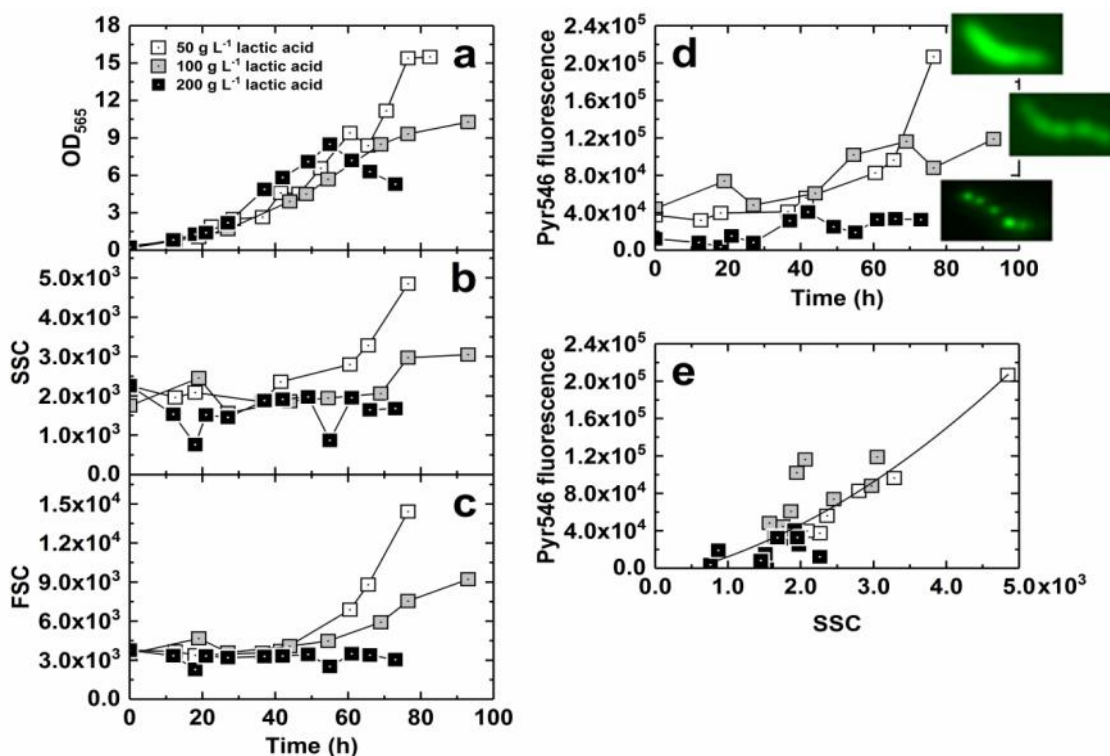 a
OD₅₆₅
18
15
12
9
6
3
0
50 g L⁻¹ lactic acid
100 g L⁻¹ lactic acid
200 g L⁻¹ lactic acid
b
SSC
5.0x10³
4.0x10³
3.0x10³
2.0x10³
1.0x10³
0.0
c
FSC
1.5x10⁴
1.2x10⁴
9.0x10³
6.0x10³
3.0x10³
0.0
0 20 40 60 80 100
Time (h)
d
Pyr546 fluorescence
2.4x10⁵
2.0x10⁵
1.6x10⁵
1.2x10⁵
8.0x10⁴
4.0x10⁴
0.0
0 20 40 60 80 100
Time (h)
e
Pyr546 fluorescence
2.4x10⁵
2.0x10⁵
1.6x10⁵
1.2x10⁵
8.0x10⁴
4.0x10⁴
0.0
0.0 1.0 2.0 3.0 4.0 5.0x10³
SSC